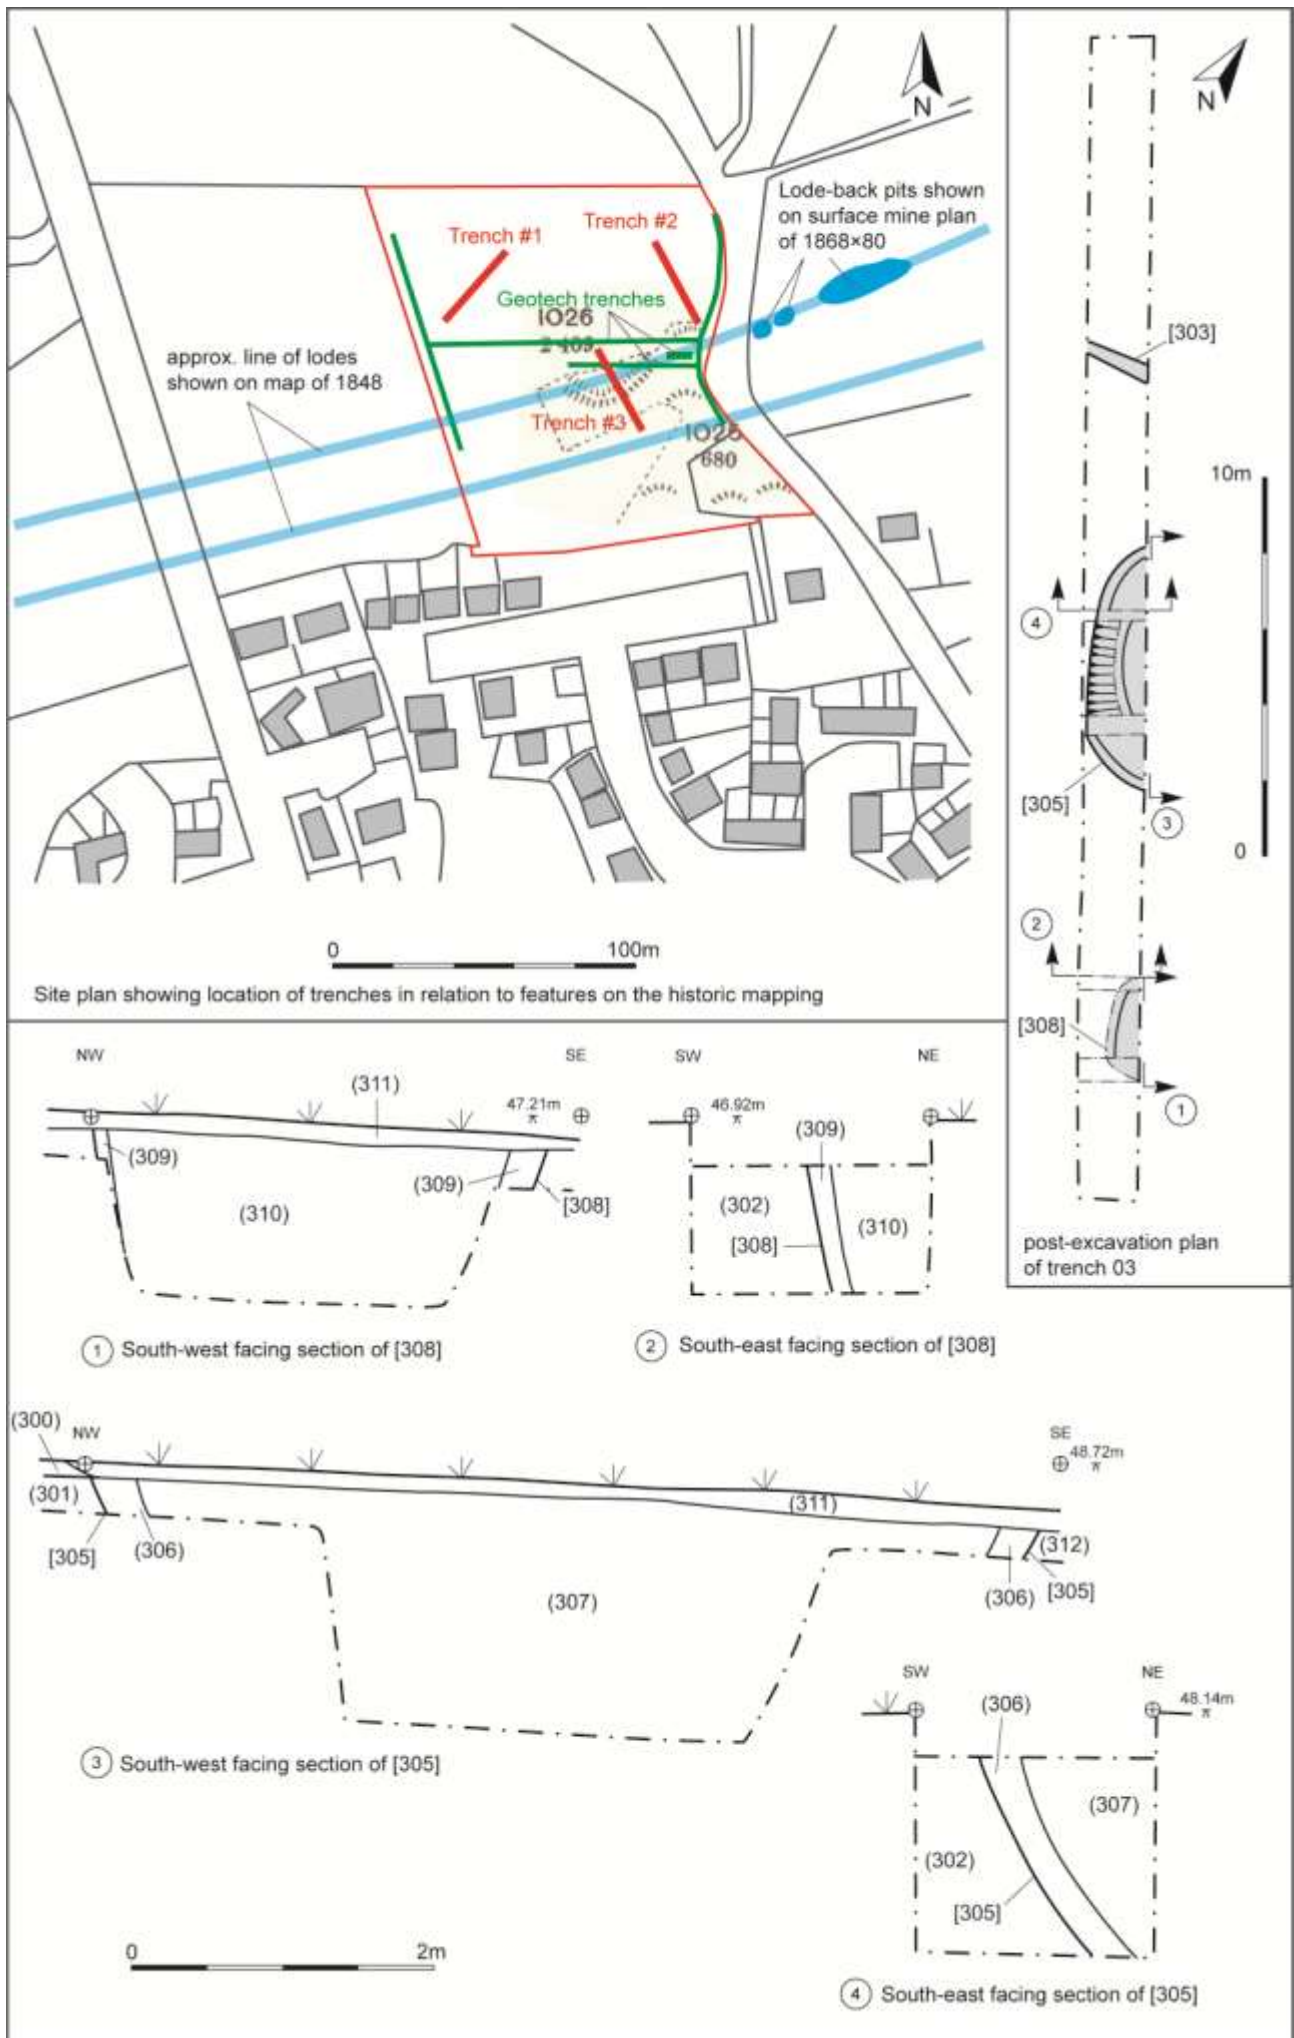 N
Lode-back pits shown
on surface mine plan
of 1868×80
Trench #1
Trench #2
Geotech trenches
IO26
2·409
approx. line of lodes
shown on map of 1848
Trench #3
IO25
·680
0
100m
Site plan showing location of trenches in relation to features on the historic mapping
N
[303]
10m
4
[305]
3
0
2
[308]
1
post-excavation plan
of trench 03
NW
SE
(311)
47.21m
(309)
(309)
[308]
(310)
1
South-west facing section of [308]
SW
NE
46.92m
(309)
(302)
(310)
[308]
2
South-east facing section of [308]
(300)
NW
SE
48.72m
(301)
(311)
[305]
(306)
(312)
(306)
[305]
(307)
3
South-west facing section of [305]
SW
NE
(306)
48.14m
(307)
(302)
[305]
0
2m
4
South-east facing section of [305]